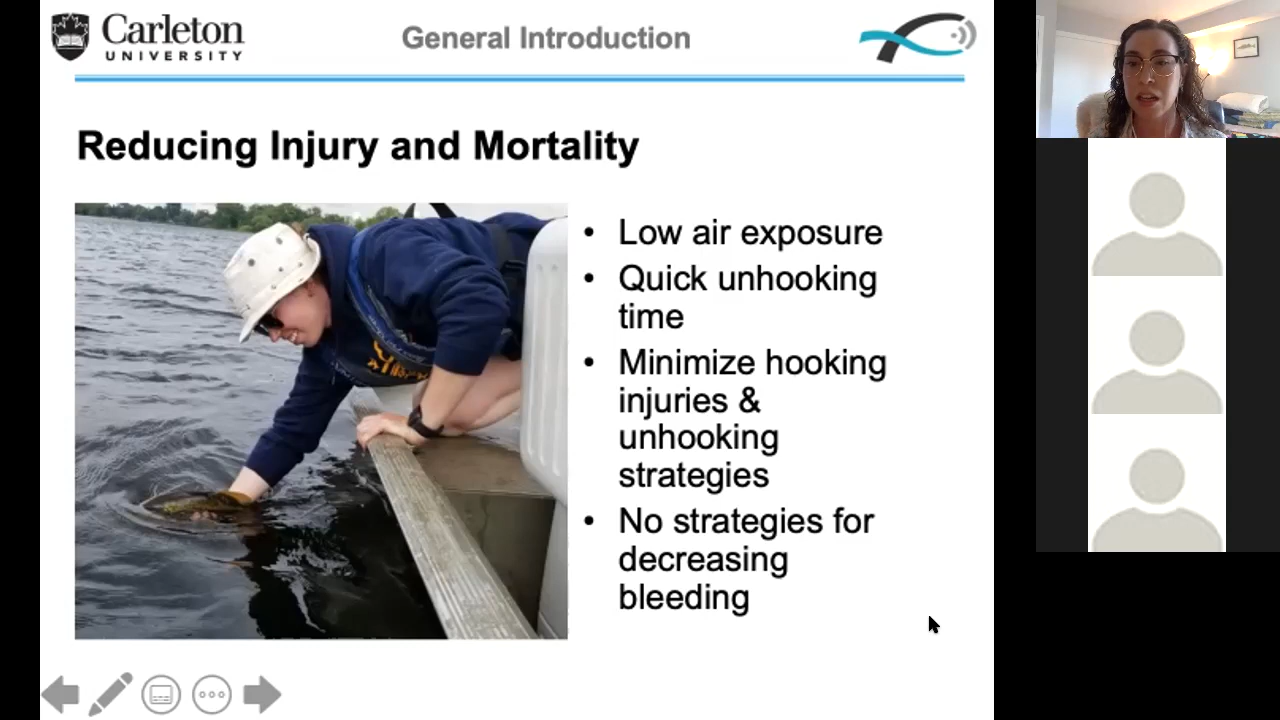 Carleton
UNIVERSITY
General Introduction
Reducing Injury and Mortality
• Low air exposure
• Quick unhooking
time
• Minimize hooking
injuries &
unhooking
strategies
• No strategies for
decreasing
bleeding